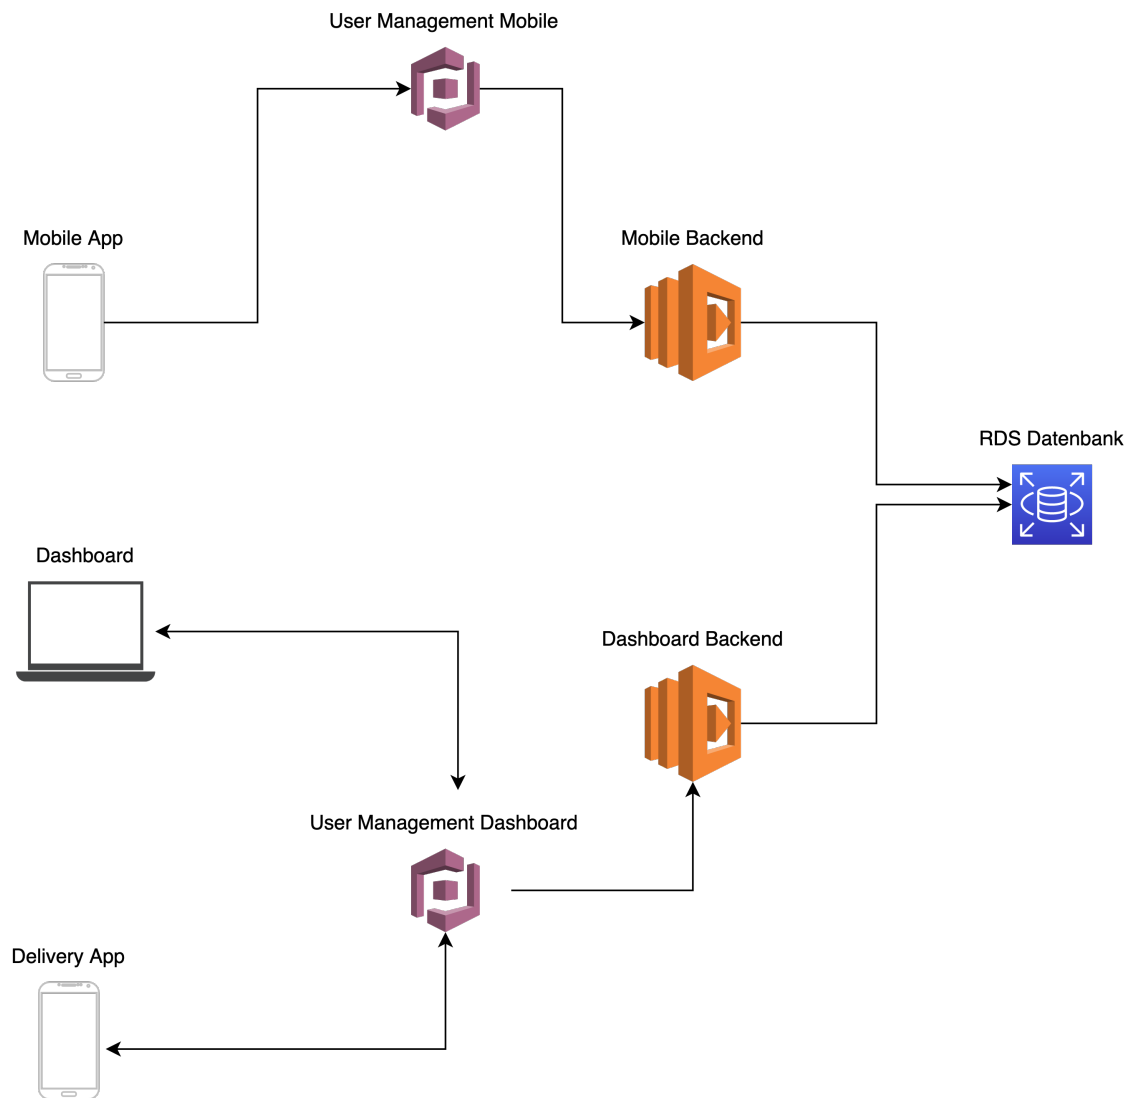 User Management Mobile
Mobile App
Mobile Backend
RDS Datenbank
Dashboard
Dashboard Backend
User Management Dashboard
Delivery App